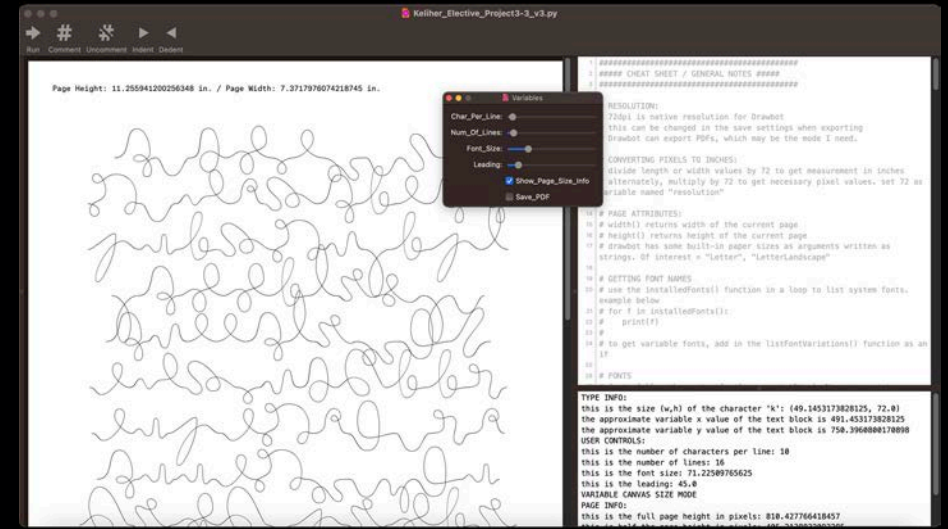 Keliher_Elective_Project3-3_v3.py
Run Comment Uncomment Indent Dedent
Page Height: 11.255941200256348 in. / Page Width: 7.3717976074218745 in.
Variables
Char_Per_Line:
Num_Of_Lines:
Font_Size:
Leading:
Show_Page_Size_Info
Save_PDF
##### CHEAT SHEET / GENERAL NOTES #####
RESOLUTION:
72dpi is native resolution for Drawbot
this can be changed in the save settings when exporting
Drawbot can export PDFs, which may be the mode I need.
CONVERTING PIXELS TO INCHES:
divide length or width values by 72 to get measurement in inches
alternately, multiply by 72 to get necessary pixel values. set 72 as
variable named "resolution"
# PAGE ATTRIBUTES:
# width() returns width of the current page
# height() returns height of the current page
# drawbot has some built-in paper sizes as arguments written as
strings. Of interest = "Letter", "LetterLandscape"
# GETTING FONT NAMES
# use the installedFonts() function in a loop to list system fonts.
example below
# for f in installedFonts():
# print(f)
#
# to get variable fonts, add in the listFontVariations() function as an
if
# FONTS
TYPE INFO:
this is the size (w,h) of the character 'k': (49.1453173828125, 72.0)
the approximate variable x value of the text block is 491.453173828125
the approximate variable y value of the text block is 750.3960800170898
USER CONTROLS:
this is the number of characters per line: 10
this is the number of lines: 16
this is the font size: 71.22509765625
this is the leading: 45.0
VARIABLE CANVAS SIZE MODE
PAGE INFO:
this is the full page height in pixels: 810.427766418457